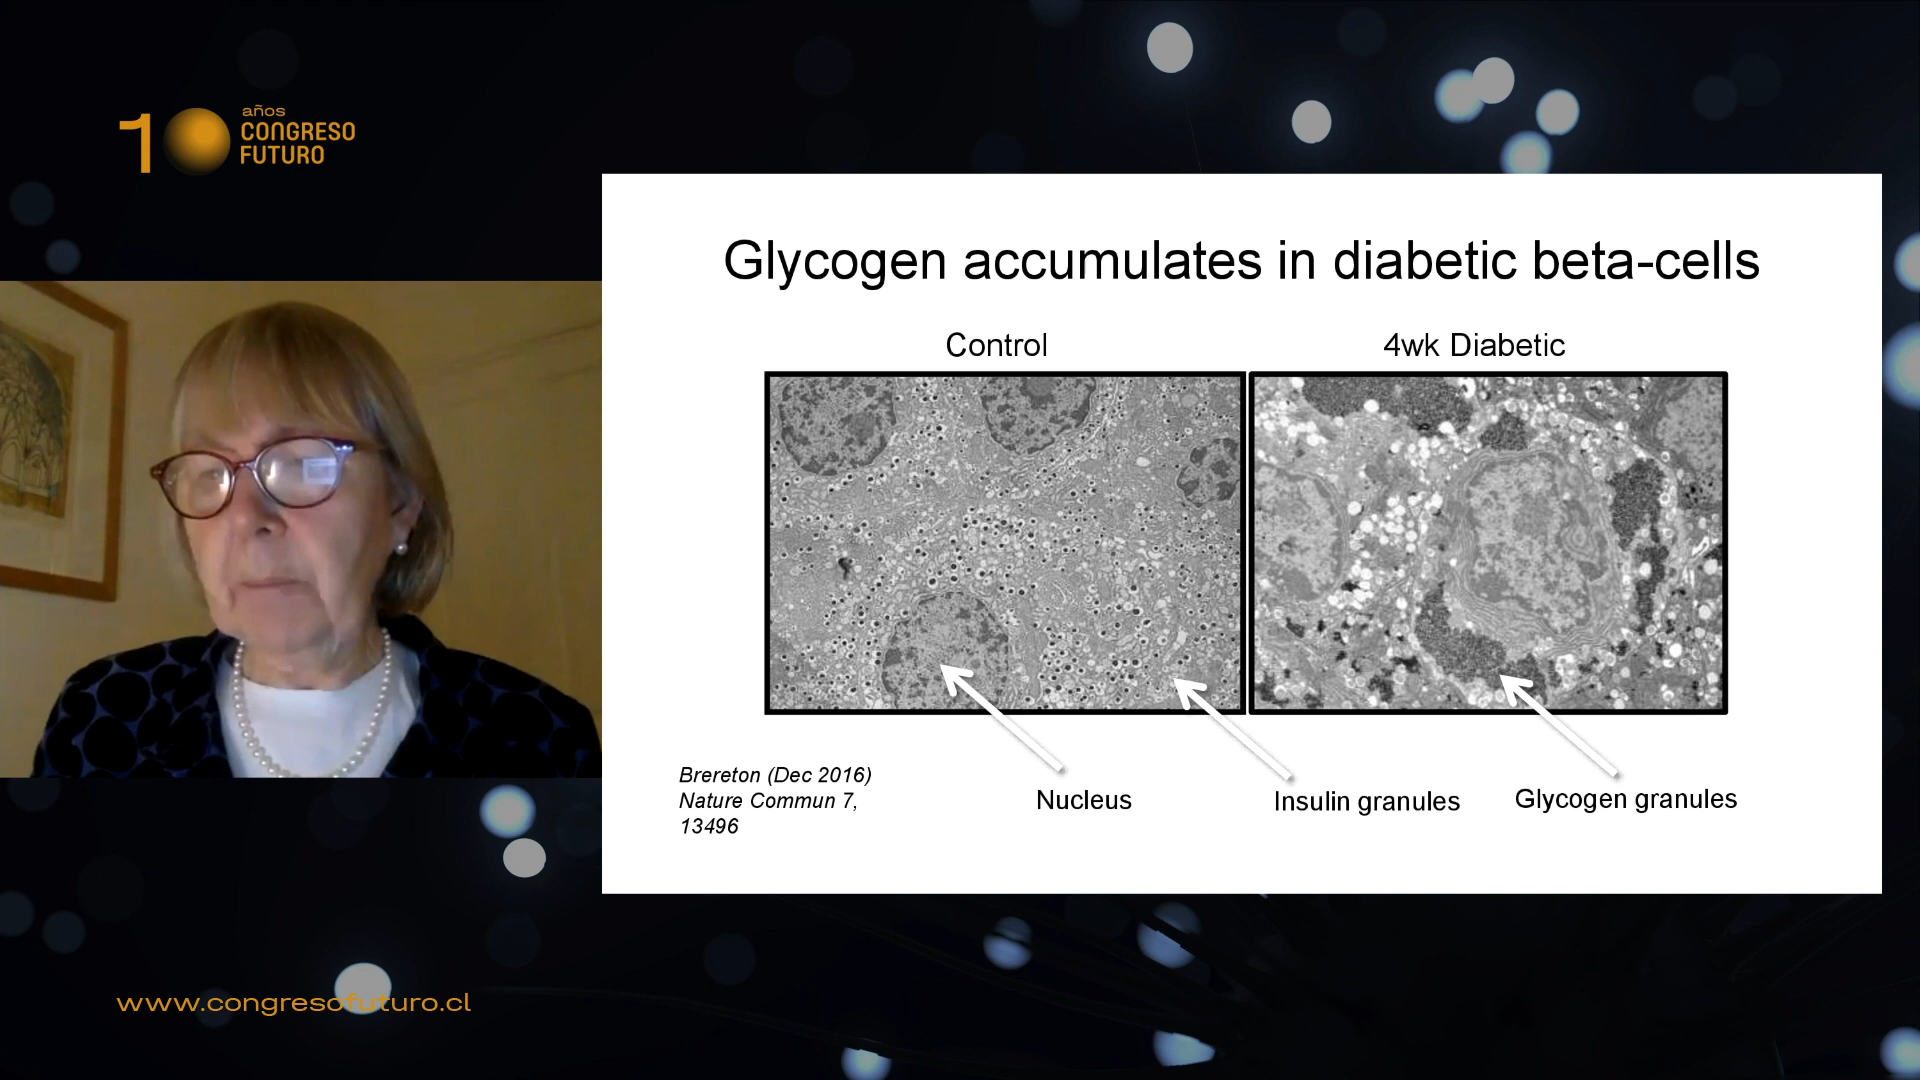 10 años
CONGRESO
FUTURO
Glycogen accumulates in diabetic beta-cells
Control
4wk Diabetic
Brereton (Dec 2016)
Nature Commun 7,
13496
Nucleus
Insulin granules
Glycogen granules
www.congresofuturo.cl